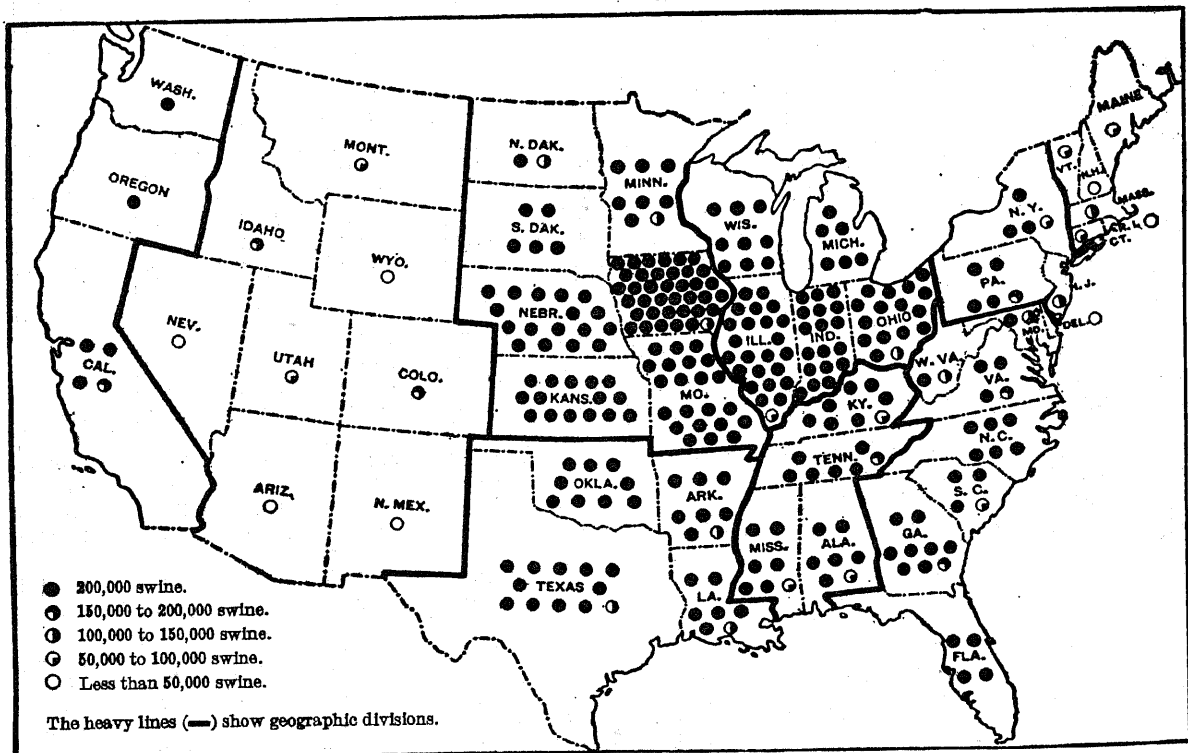 WASH.
OREGON
CAL.
NEV.
IDAHO
MONT.
WYO.
UTAH
COLO.
ARIZ.
N. MEX.
N. DAK.
S. DAK.
NEBR.
KANS.
OKLA.
TEXAS
MINN.
MO.
ARK.
LA.
WIS.
MICH.
ILL.
IND.
OHIO
KY.
TENN.
MISS.
ALA.
GA.
FLA.
S. C.
N.C.
VA.
W. VA.
MD.
DEL.
PA.
N.J.
N.Y.
CT.
R. I.
MASS.
VT.
N.H.
MAINE
200,000 swine.
150,000 to 200,000 swine.
100,000 to 150,000 swine.
50,000 to 100,000 swine.
Less than 50,000 swine.
The heavy lines (▬) show geographic divisions.